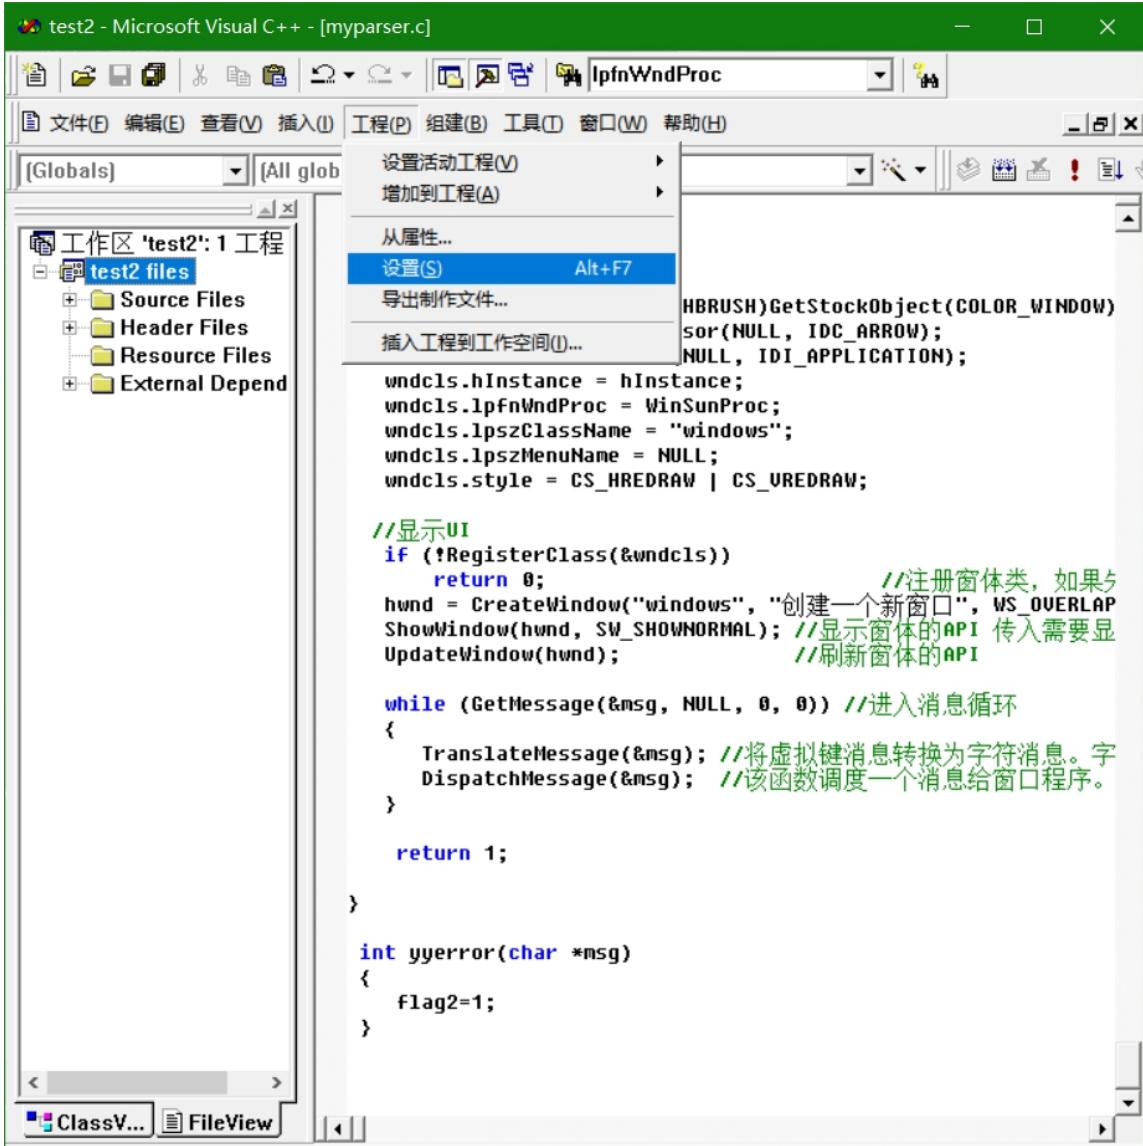 test2 - Microsoft Visual C++ - [myparser.c]
lpfnWndProc
文件(F) 编辑(E) 查看(V) 插入(I) 工程(P) 组建(B) 工具(T) 窗口(W) 帮助(H)
(Globals) (All glob
设置活动工程(V)
增加到工程(A)
从属性...
设置(S) Alt+F7
导出制作文件...
插入工程到工作空间(I)...
工作区 'test2': 1 工程
test2 files
Source Files
Header Files
Resource Files
External Depend
HBRUSH)GetStockObject(COLOR_WINDOW)
sor(NULL, IDC_ARROW);
NULL, IDI_APPLICATION);
wndcls.hInstance = hInstance;
wndcls.lpfnWndProc = WinSunProc;
wndcls.lpszClassName = "windows";
wndcls.lpszMenuName = NULL;
wndcls.style = CS_HREDRAW | CS_VREDRAW;
//显示UI
if (!RegisterClass(&wndcls))
return 0; //注册窗体类，如果
hwnd = CreateWindow("windows", "创建一个新窗口", WS_OVERLAP
ShowWindow(hwnd, SW_SHOWNORMAL); //显示窗体的API 传入需要显
UpdateWindow(hwnd); //刷新窗体的API
while (GetMessage(&msg, NULL, 0, 0)) //进入消息循环
{
TranslateMessage(&msg); //将虚拟键消息转换为字符消息。字
DispatchMessage(&msg); //该函数调度一个消息给窗口程序。
}
return 1;
}
int yyerror(char *msg)
{
flag2=1;
}
ClassV... FileView